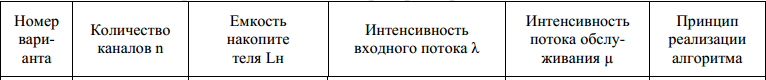 Номер
вари-
анта
Количество
каналов n
Емкость
накопите
теля Lн
Интенсивность
входного потока λ
Интенсивность
потока обслу-
живания μ
Принцип
реализации
алгоритма